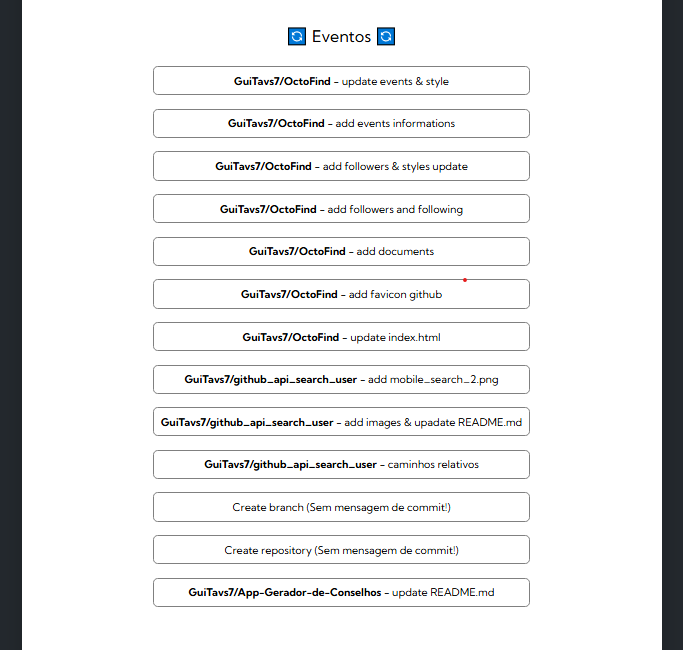 🔄 Eventos 🔄
GuiTavs7/OctoFind - update events & style
GuiTavs7/OctoFind - add events informations
GuiTavs7/OctoFind - add followers & styles update
GuiTavs7/OctoFind - add followers and following
GuiTavs7/OctoFind - add documents
GuiTavs7/OctoFind - add favicon github
GuiTavs7/OctoFind - update index.html
GuiTavs7/github_api_search_user - add mobile_search_2.png
GuiTavs7/github_api_search_user - add images & upadate README.md
GuiTavs7/github_api_search_user - caminhos relativos
Create branch (Sem mensagem de commit!)
Create repository (Sem mensagem de commit!)
GuiTavs7/App-Gerador-de-Conselhos - update README.md